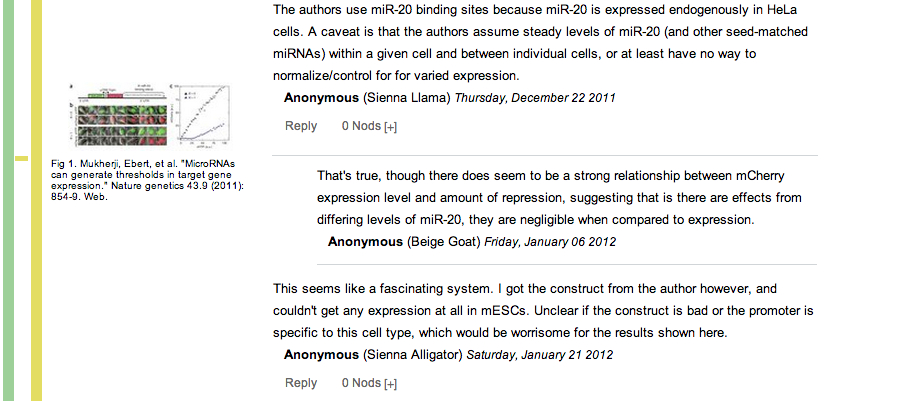 The authors use miR-20 binding sites because miR-20 is expressed endogenously in HeLa
cells. A caveat is that the authors assume steady levels of miR-20 (and other seed-matched
miRNAs) within a given cell and between individual cells, or at least have no way to
normalize/control for for varied expression.
Anonymous (Sienna Llama) Thursday, December 22 2011
Reply 0 Nods [+]
Fig 1. Mukherji, Ebert, et al. "MicroRNAs
can generate thresholds in target gene
expression." Nature genetics 43.9 (2011):
854-9. Web.
That's true, though there does seem to be a strong relationship between mCherry
expression level and amount of repression, suggesting that is there are effects from
differing levels of miR-20, they are negligible when compared to expression.
Anonymous (Beige Goat) Friday, January 06 2012
This seems like a fascinating system. I got the construct from the author however, and
couldn't get any expression at all in mESCs. Unclear if the construct is bad or the promoter is
specific to this cell type, which would be worrisome for the results shown here.
Anonymous (Sienna Alligator) Saturday, January 21 2012
Reply 0 Nods [+]